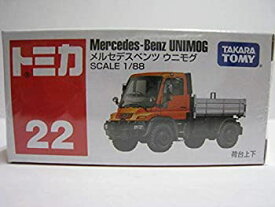 トミカ
22
Mercedes-Benz UNIMOG
メルセデスベンツ ウニモグ
SCALE 1/88
TAKARA
TOMY
荷台上下